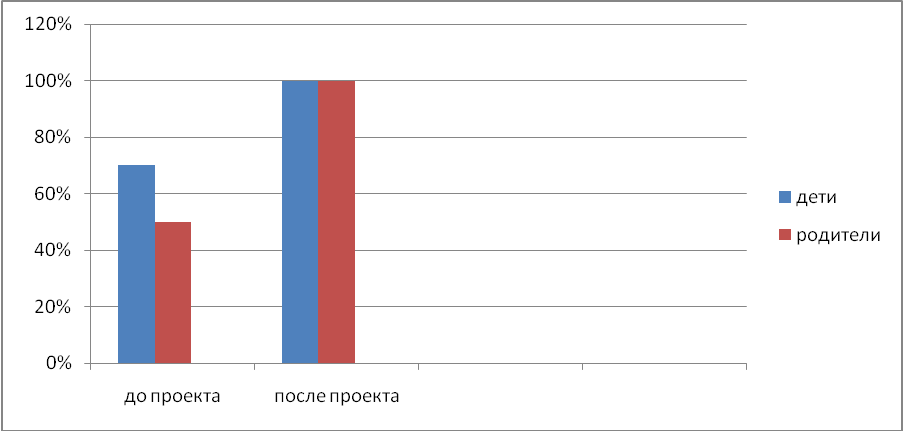 120%
100%
80%
60%
40%
20%
0%
до проекта
после проекта
дети
родители